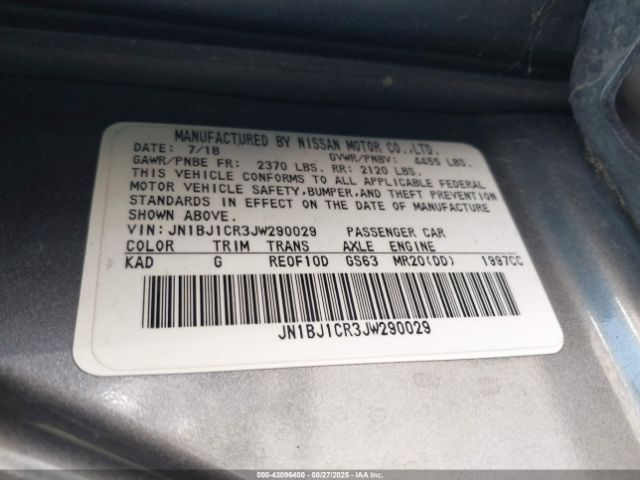 MANUFACTURED BY NISSAN MOTOR CO.,LTD.
DATE: 7/18 GVWR/PNBV: 4455 LBS.
GAWR/PNBE FR: 2370 LBS. RR: 2120 LBS.
THIS VEHICLE CONFORMS TO ALL APPLICABLE FEDERAL
MOTOR VEHICLE SAFETY,BUMPER,AND THEFT PREVENTION
STANDARDS IN EFFECT ON THE DATE OF MANUFACTURE
SHOWN ABOVE.
VIN: JN1BJ1CR3JW290029 PASSENGER CAR
COLOR TRIM TRANS AXLE ENGINE
KAD G RE0F10D GS63 MR20(DD) 1997CC
JN1BJ1CR3JW290029
000-43096400 - 08/27/2025 - IAAI.COM